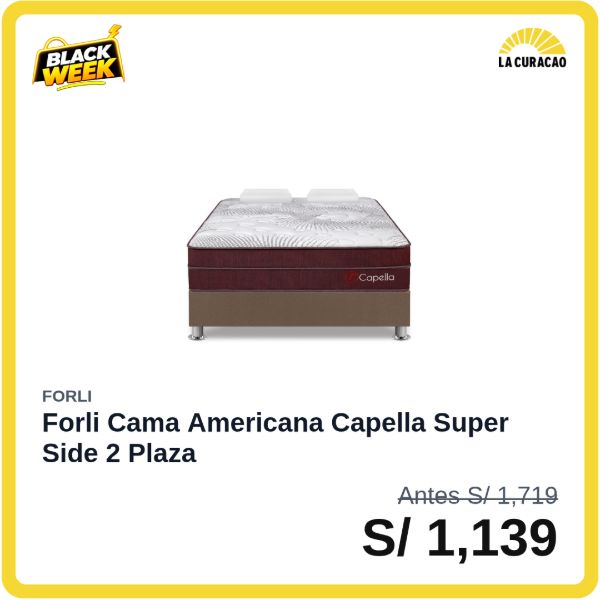 BLACK
WEEK
LA CURACAO
Capella
FORLI
Forli Cama Americana Capella Super
Side 2 Plaza
Antes S/ 1,719
S/ 1,139